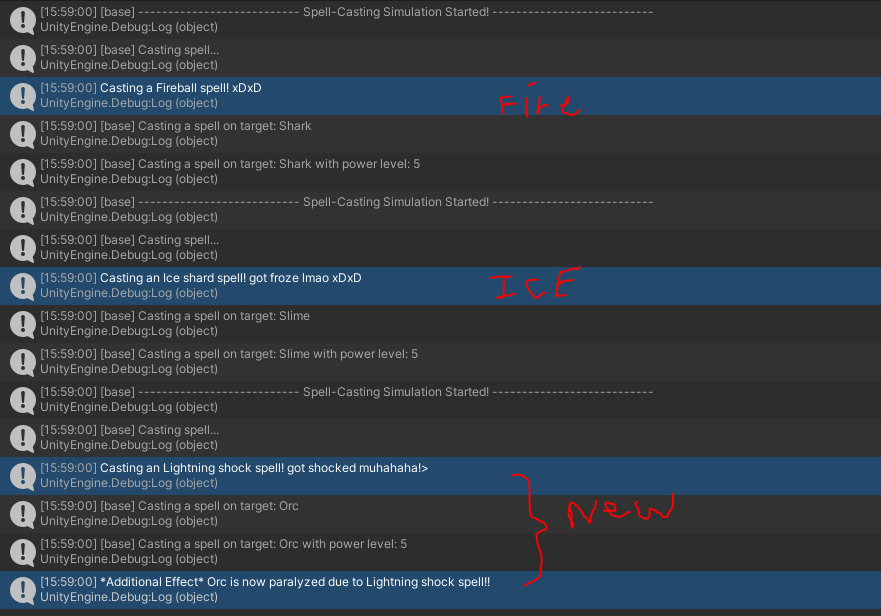 [15:59:00] [base] --------------------------- Spell-Casting Simulation Started! ---------------------------
UnityEngine.Debug:Log (object)
[15:59:00] [base] Casting spell...
UnityEngine.Debug:Log (object)
[15:59:00] Casting a Fireball spell! xDxD
UnityEngine.Debug:Log (object)
Fire
[15:59:00] [base] Casting a spell on target: Shark
UnityEngine.Debug:Log (object)
[15:59:00] [base] Casting a spell on target: Shark with power level: 5
UnityEngine.Debug:Log (object)
[15:59:00] [base] --------------------------- Spell-Casting Simulation Started! ---------------------------
UnityEngine.Debug:Log (object)
[15:59:00] [base] Casting spell...
UnityEngine.Debug:Log (object)
[15:59:00] Casting an Ice shard spell! got froze lmao xDxD
UnityEngine.Debug:Log (object)
ICE
[15:59:00] [base] Casting a spell on target: Slime
UnityEngine.Debug:Log (object)
[15:59:00] [base] Casting a spell on target: Slime with power level: 5
UnityEngine.Debug:Log (object)
[15:59:00] [base] --------------------------- Spell-Casting Simulation Started! ---------------------------
UnityEngine.Debug:Log (object)
[15:59:00] [base] Casting spell...
UnityEngine.Debug:Log (object)
[15:59:00] Casting an Lightning shock spell! got shocked muhahaha!>
UnityEngine.Debug:Log (object)
[15:59:00] [base] Casting a spell on target: Orc
UnityEngine.Debug:Log (object)
New
[15:59:00] [base] Casting a spell on target: Orc with power level: 5
UnityEngine.Debug:Log (object)
[15:59:00] *Additional Effect* Orc is now paralyzed due to Lightning shock spell!!
UnityEngine.Debug:Log (object)